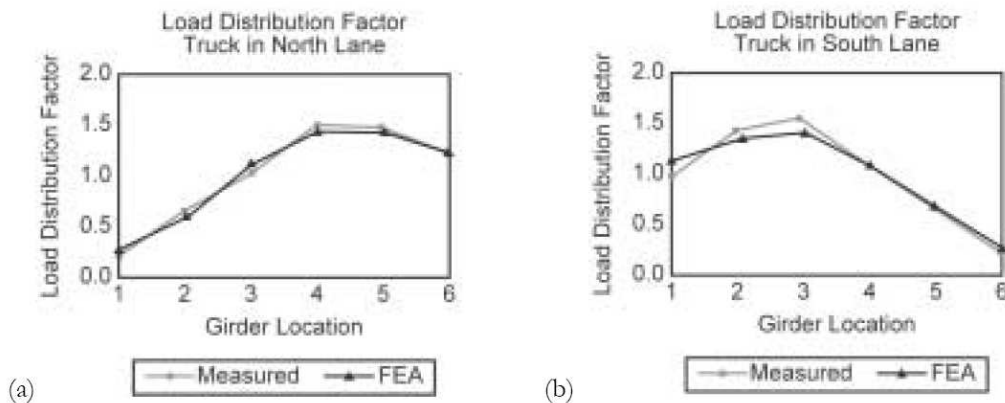 Load Distribution Factor
Truck in North Lane
Load Distribution Factor
2.0
1.5
1.0
0.5
0.0
1 2 3 4 5 6
Girder Location
Measured FEA
(a)
Load Distribution Factor
Truck in South Lane
Load Distribution Factor
2.0
1.5
1.0
0.5
0.0
1 2 3 4 5 6
Girder Location
Measured FEA
(b)